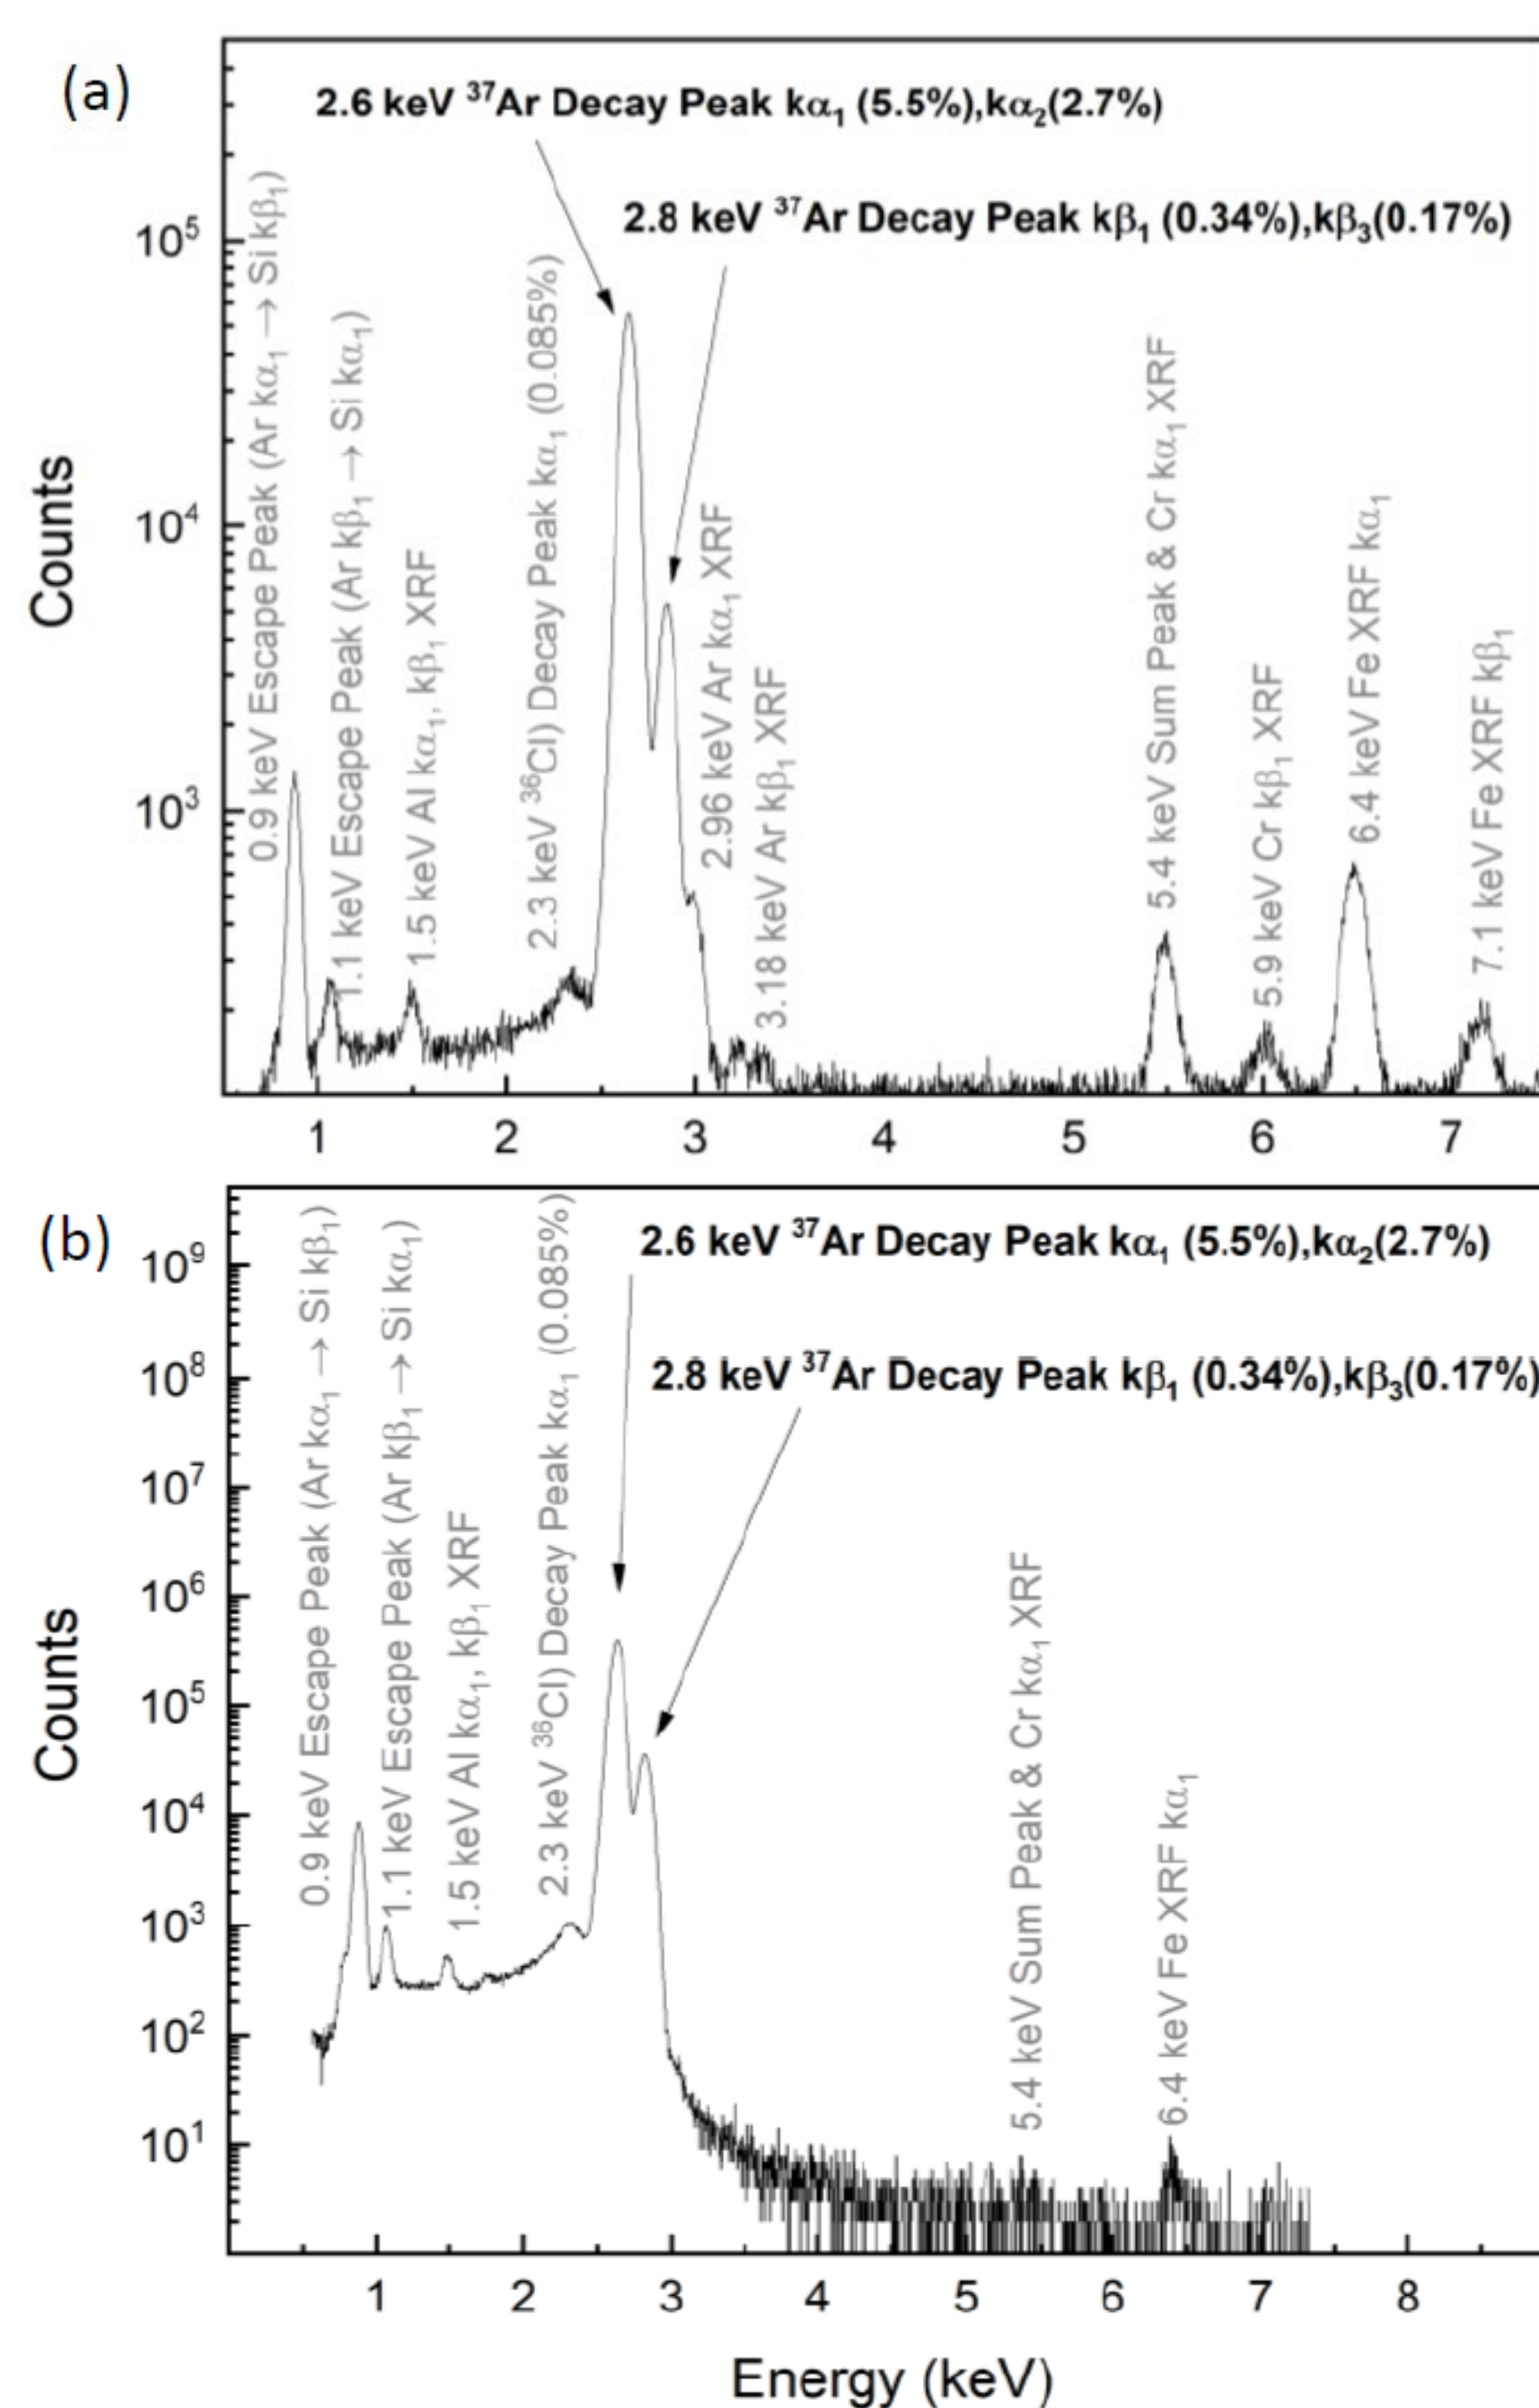 (a)
2.6 keV ³⁷Ar Decay Peak kα₁ (5.5%),kα₂(2.7%)
2.8 keV ³⁷Ar Decay Peak kβ₁ (0.34%),kβ₃(0.17%)
0.9 keV Escape Peak (Ar kα₁ → Si kβ₁)
1.1 keV Escape Peak (Ar kβ₁ → Si kα₁)
1.5 keV Al kα₁, kβ₁ XRF
2.3 keV ³⁶Cl) Decay Peak kα₁ (0.085%)
2.96 keV Ar kα₁ XRF
3.18 keV Ar kβ₁ XRF
5.4 keV Sum Peak & Cr kα₁ XRF
5.9 keV Cr kβ₁ XRF
6.4 keV Fe XRF kα₁
7.1 keV Fe XRF kβ₁
Counts
10⁵
10⁴
10³
1 2 3 4 5 6 7
(b)
2.6 keV ³⁷Ar Decay Peak kα₁ (5.5%),kα₂(2.7%)
2.8 keV ³⁷Ar Decay Peak kβ₁ (0.34%),kβ₃(0.17%)
0.9 keV Escape Peak (Ar kα₁ → Si kβ₁)
1.1 keV Escape Peak (Ar kβ₁ → Si kα₁)
1.5 keV Al kα₁, kβ₁ XRF
2.3 keV ³⁶Cl) Decay Peak kα₁ (0.085%)
5.4 keV Sum Peak & Cr kα₁ XRF
6.4 keV Fe XRF kα₁
Counts
10⁹
10⁸
10⁷
10⁶
10⁵
10⁴
10³
10²
10¹
1 2 3 4 5 6 7 8
Energy (keV)